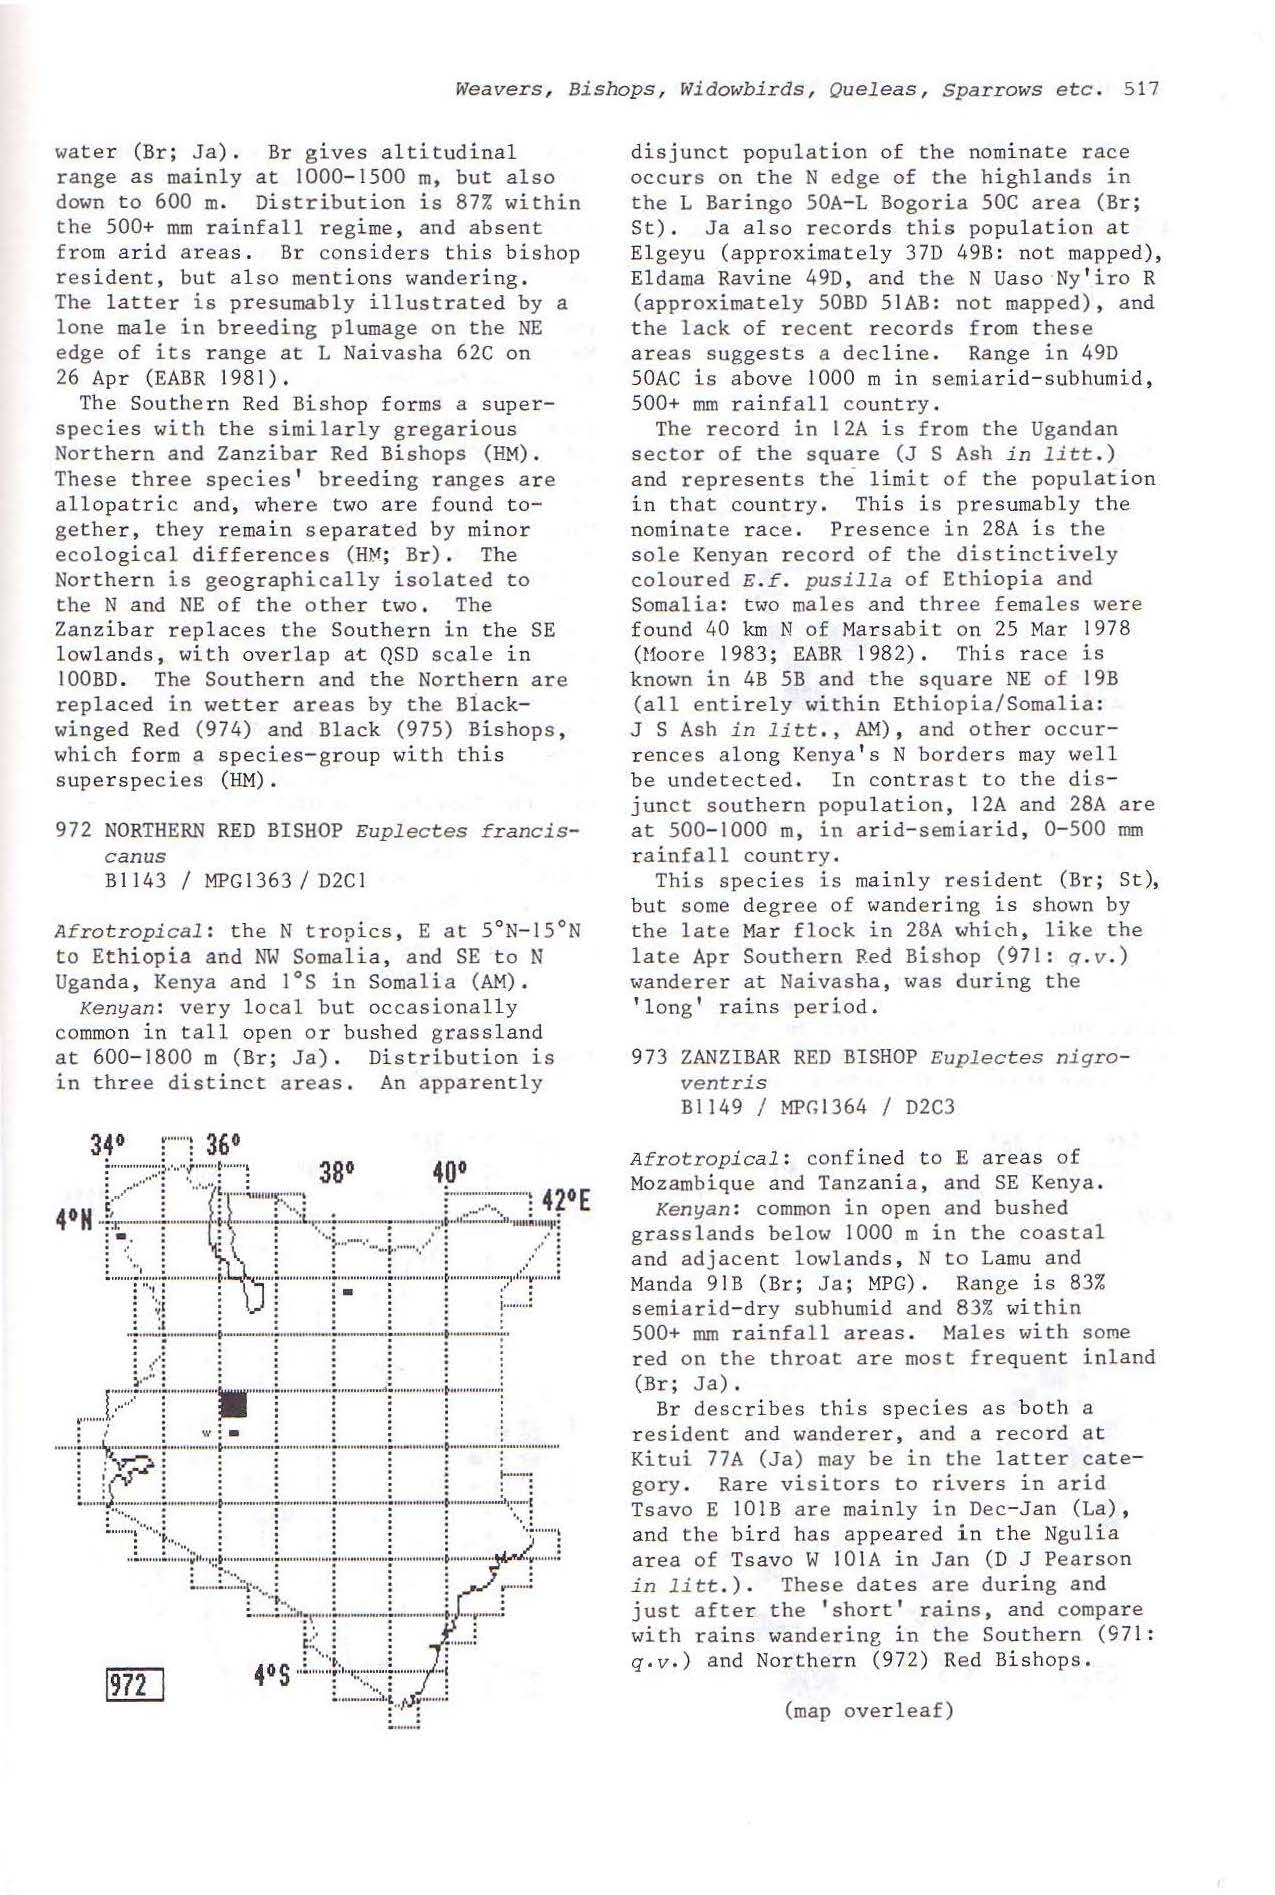 Weavers, Bishops, Widowbirds, Queleas, Sparrows etc. 517
water (Br; Ja). Br gives altitudinal
range as mainly at 1000-1500 m, but also
down to 600 m. Distribution is 87% within
the 500+ mm rainfall regime, and absent
from arid areas. Br considers this bishop
resident, but also mentions wandering.
The latter is presumably illustrated by a
lone male in breeding plumage on the NE
edge of its range at L Naivasha 62C on
26 Apr (EABR 1981).
The Southern Red Bishop forms a super-
species with the similarly gregarious
Northern and Zanzibar Red Bishops (HM).
These three species' breeding ranges are
allopatric and, where two are found to-
gether, they remain separated by minor
ecological differences (HM; Br). The
Northern is geographically isolated to
the N and NE of the other two. The
Zanzibar replaces the Southern in the SE
lowlands, with overlap at QSD scale in
100BD. The Southern and the Northern are
replaced in wetter areas by the Black-
winged Red (974) and Black (975) Bishops,
which form a species-group with this
superspecies (HM).
972 NORTHERN RED BISHOP Euplectes francis-
canus
B1143 / MPG1363 / D2C1
Afrotropical: the N tropics, E at 5°N-15°N
to Ethiopia and NW Somalia, and SE to N
Uganda, Kenya and 1°S in Somalia (AM).
Kenyan: very local but occasionally
common in tall open or bushed grassland
at 600-1800 m (Br; Ja). Distribution is
in three distinct areas. An apparently
34° 36°
38° 40°
42°E
4°N
w
4°S
972
disjunct population of the nominate race
occurs on the N edge of the highlands in
the L Baringo 50A-L Bogoria 50C area (Br;
St). Ja also records this population at
Elgeyu (approximately 37D 49B: not mapped),
Eldama Ravine 49D, and the N Uaso Ny'iro R
(approximately 50BD 51AB: not mapped), and
the lack of recent records from these
areas suggests a decline. Range in 49D
50AC is above 1000 m in semiarid-subhumid,
500+ mm rainfall country.
The record in 12A is from the Ugandan
sector of the square (J S Ash in litt.)
and represents the limit of the population
in that country. This is presumably the
nominate race. Presence in 28A is the
sole Kenyan record of the distinctively
coloured E.f. pusilla of Ethiopia and
Somalia: two males and three females were
found 40 km N of Marsabit on 25 Mar 1978
(Moore 1983; EABR 1982). This race is
known in 4B 5B and the square NE of 19B
(all entirely within Ethiopia/Somalia:
J S Ash in litt., AM), and other occur-
rences along Kenya's N borders may well
be undetected. In contrast to the dis-
junct southern population, 12A and 28A are
at 500-1000 m, in arid-semiarid, 0-500 mm
rainfall country.
This species is mainly resident (Br; St),
but some degree of wandering is shown by
the late Mar flock in 28A which, like the
late Apr Southern Red Bishop (971: q.v.)
wanderer at Naivasha, was during the
'long' rains period.
973 ZANZIBAR RED BISHOP Euplectes nigro-
ventris
B1149 / MPG1364 / D2C3
Afrotropical: confined to E areas of
Mozambique and Tanzania, and SE Kenya.
Kenyan: common in open and bushed
grasslands below 1000 m in the coastal
and adjacent lowlands, N to Lamu and
Manda 91B (Br; Ja; MPG). Range is 83%
semiarid-dry subhumid and 83% within
500+ mm rainfall areas. Males with some
red on the throat are most frequent inland
(Br; Ja).
Br describes this species as both a
resident and wanderer, and a record at
Kitui 77A (Ja) may be in the latter cate-
gory. Rare visitors to rivers in arid
Tsavo E 101B are mainly in Dec-Jan (La),
and the bird has appeared in the Ngulia
area of Tsavo W 101A in Jan (D J Pearson
in litt.). These dates are during and
just after the 'short' rains, and compare
with rains wandering in the Southern (971:
q.v.) and Northern (972) Red Bishops.
(map overleaf)